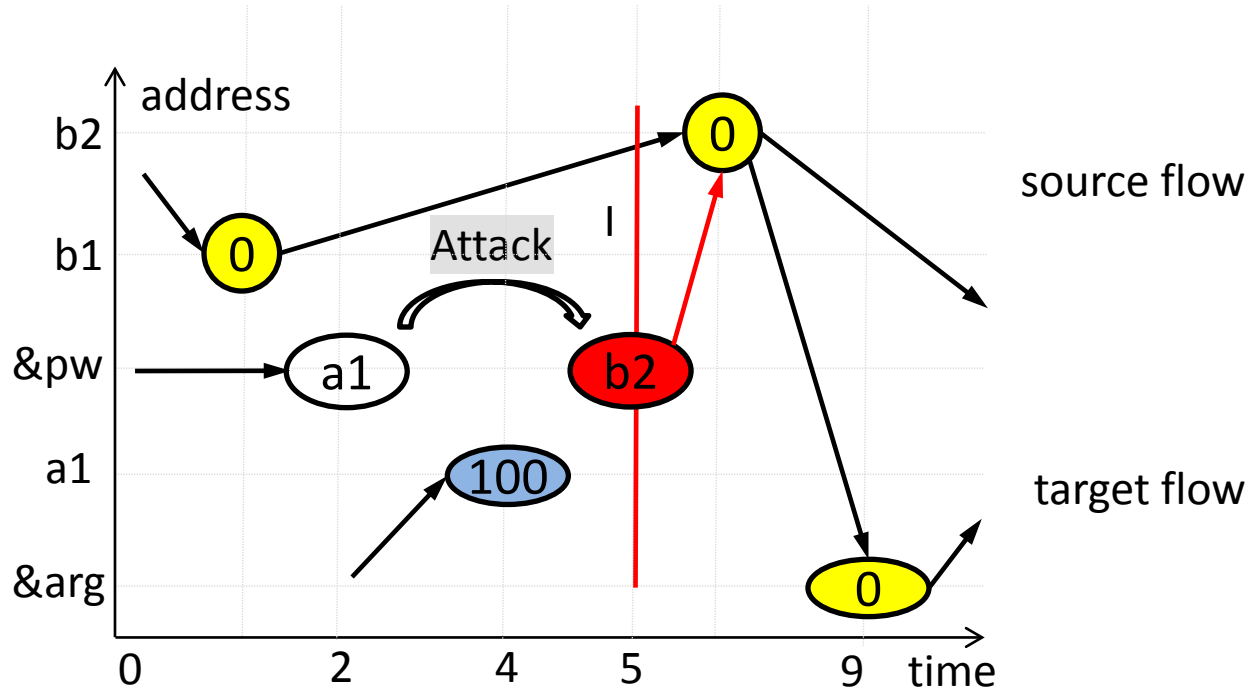 address
b2
0
source flow
I
b1
0
Attack
&pw
a1
b2
a1
100
target flow
&arg
0
0
2
4
5
9
time